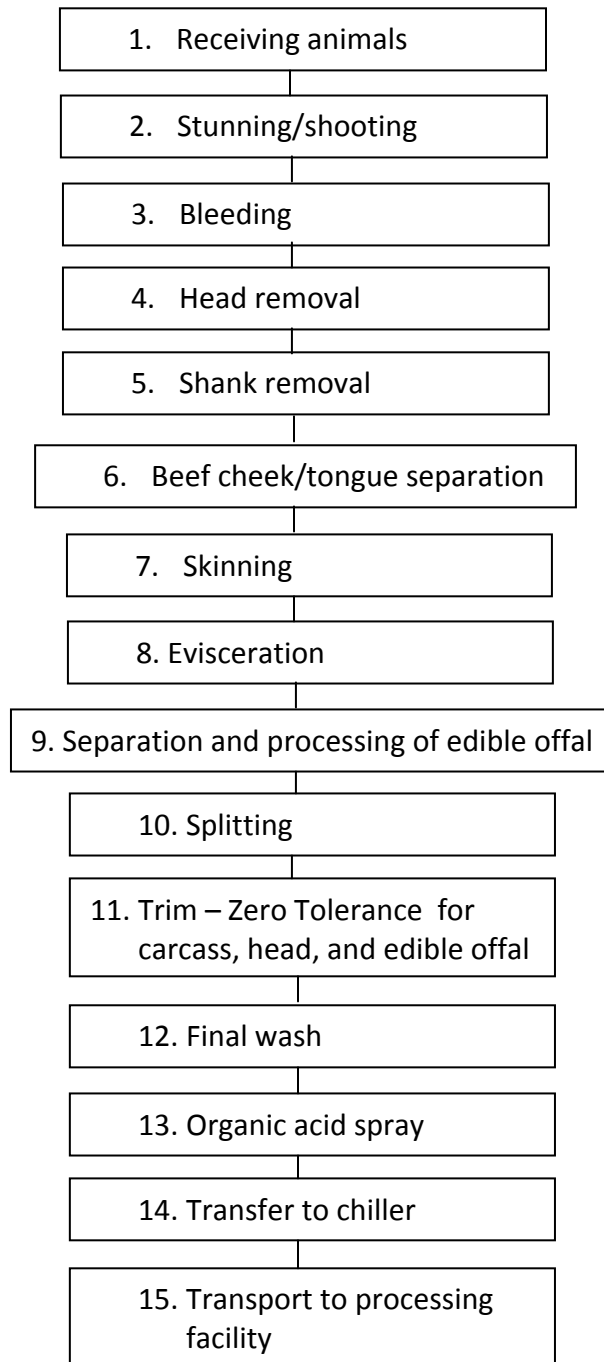 1. Receiving animals
2. Stunning/shooting
3. Bleeding
4. Head removal
5. Shank removal
6. Beef cheek/tongue separation
7. Skinning
8. Evisceration
9. Separation and processing of edible offal
10. Splitting
11. Trim – Zero Tolerance for
carcass, head, and edible offal
12. Final wash
13. Organic acid spray
14. Transfer to chiller
15. Transport to processing
facility